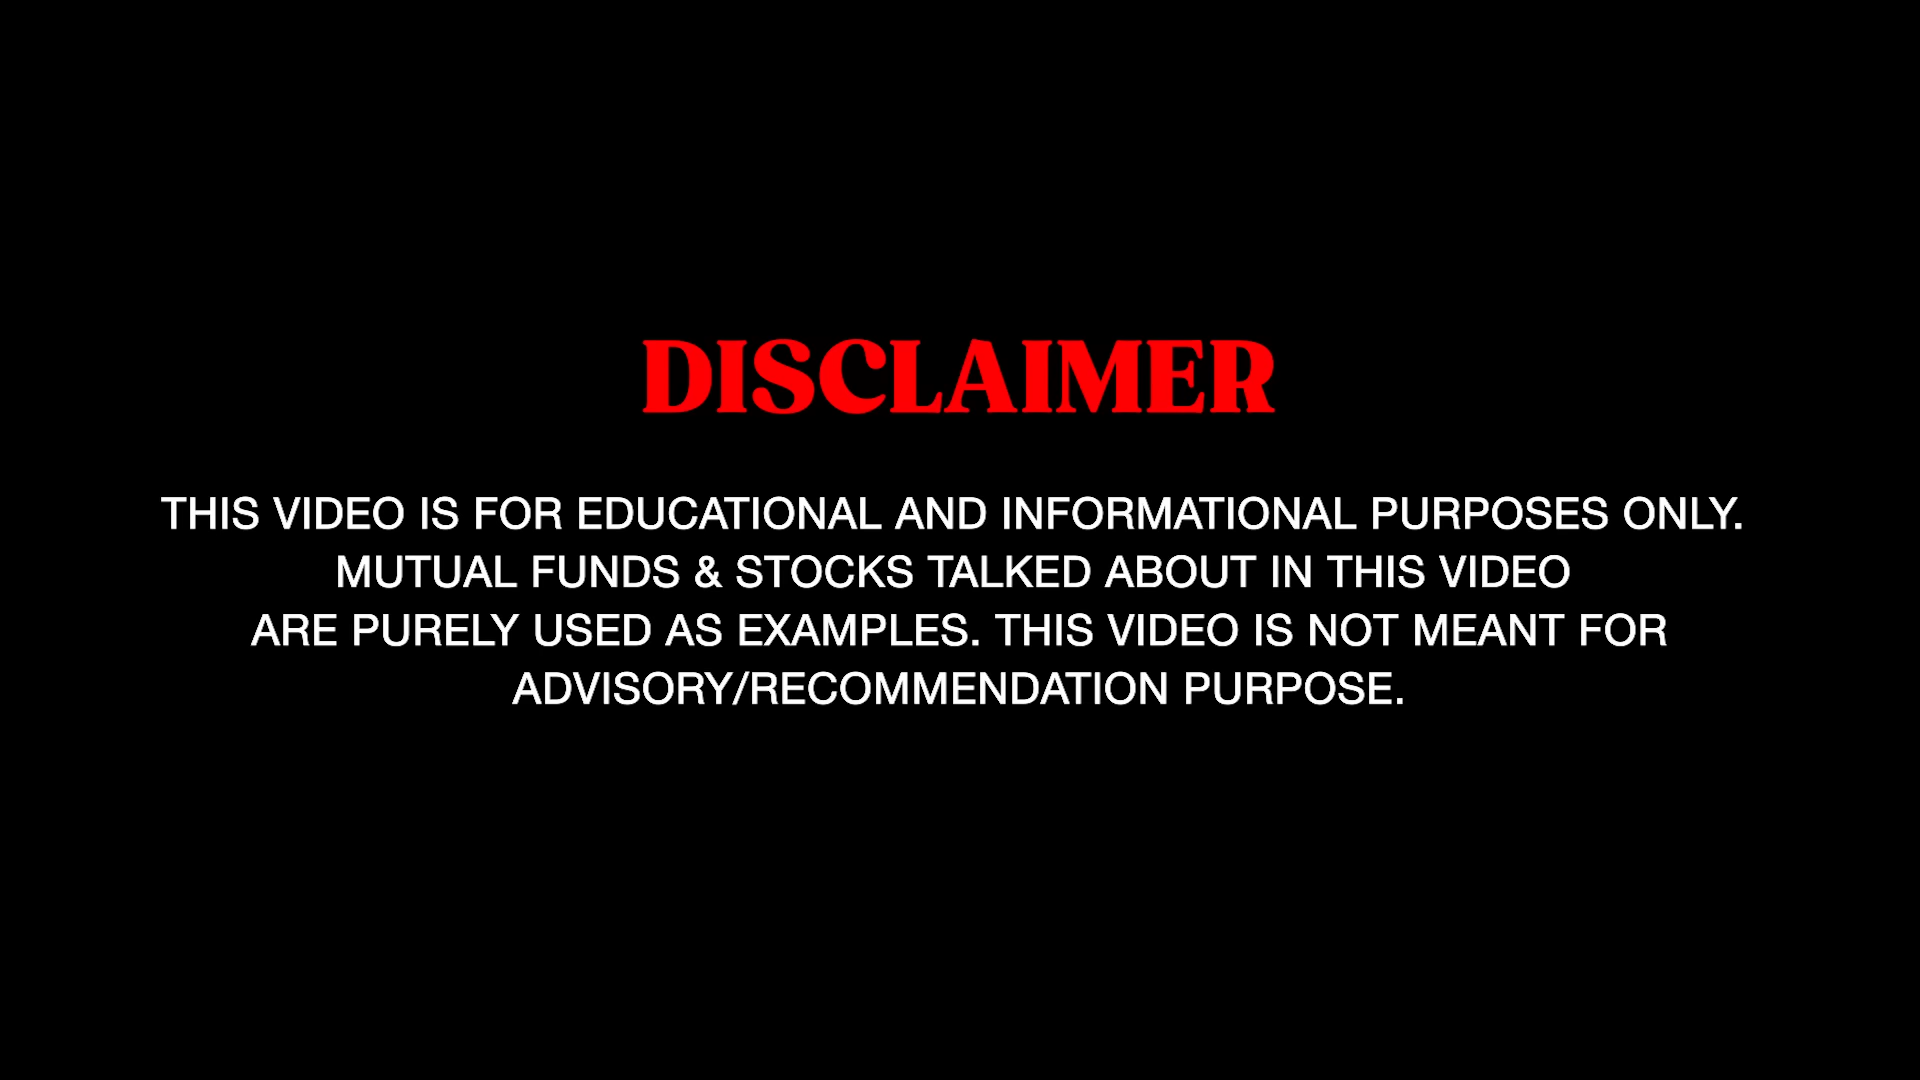 DISCLAIMER
THIS VIDEO IS FOR EDUCATIONAL AND INFORMATIONAL PURPOSES ONLY.
MUTUAL FUNDS & STOCKS TALKED ABOUT IN THIS VIDEO
ARE PURELY USED AS EXAMPLES. THIS VIDEO IS NOT MEANT FOR
ADVISORY/RECOMMENDATION PURPOSE.